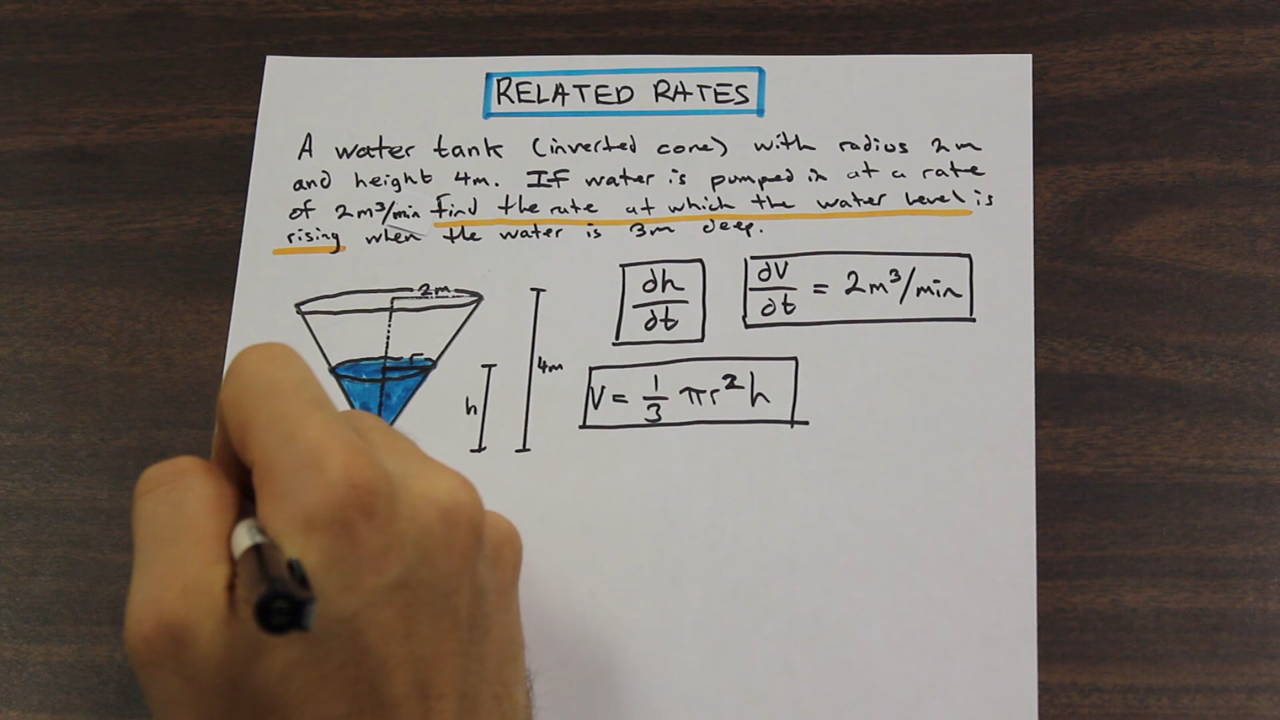 RELATED RATES
A water tank (inverted cone) with radius 2m
and height 4m. If water is pumped in at a rate
of 2m³/min find the rate at which the water level is
rising when the water is 3m deep.
2m
r
h
4m
dh/dt
dV/dt = 2m³/min
V = 1/3 πr²h